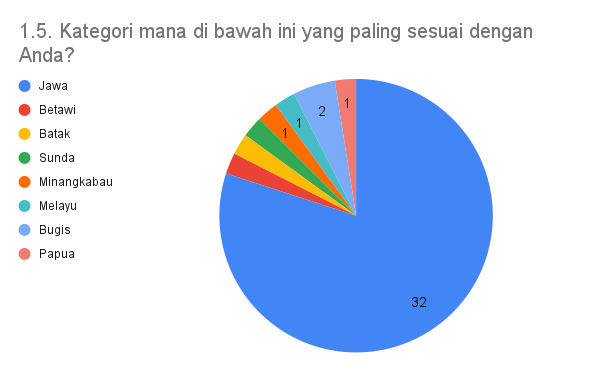 1.5. Kategori mana di bawah ini yang paling sesuai dengan
Anda?
Jawa
Betawi
Batak
Sunda
Minangkabau
Melayu
Bugis
Papua
1
1
2
1
32